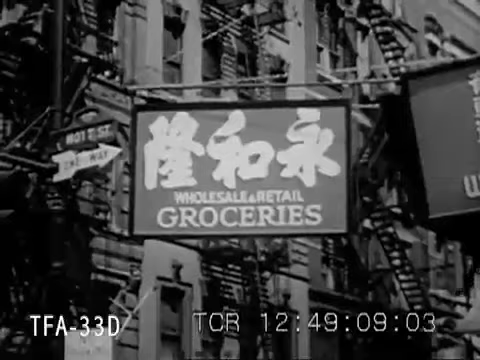 MOTT ST.
ONE WAY
隆和永
WHOLESALE & RETAIL
GROCERIES
TFA-33D
TCR 12:49:09:03